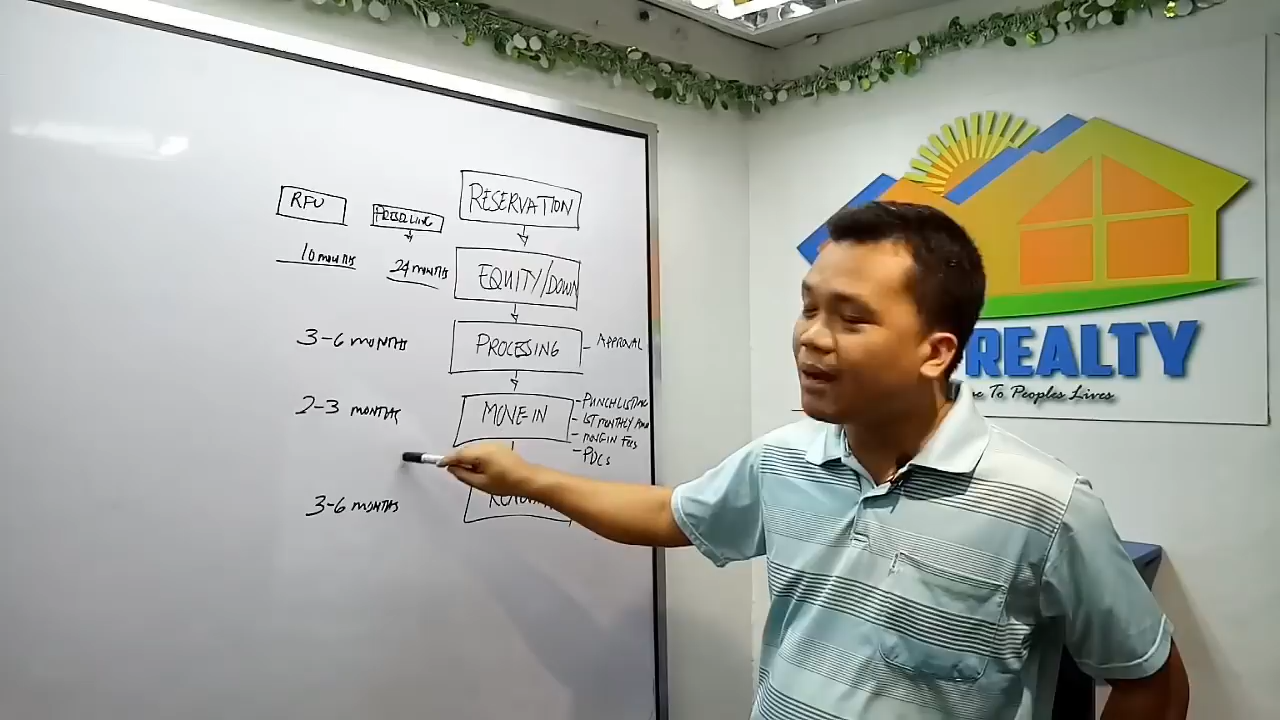 RESERVATION
RFU
PRESELLING
10 MONTHS
24 MONTHS
EQUITY/DOWN
3-6 MONTHS
PROCESSING
- APPROVAL
2-3 MONTHS
MOVE-IN
- PUNCHLISTING
- 1ST MONTHLY
- MOVE IN FEES
- PDCS
3-6 MONTHS
REALTY
To Peoples Lives